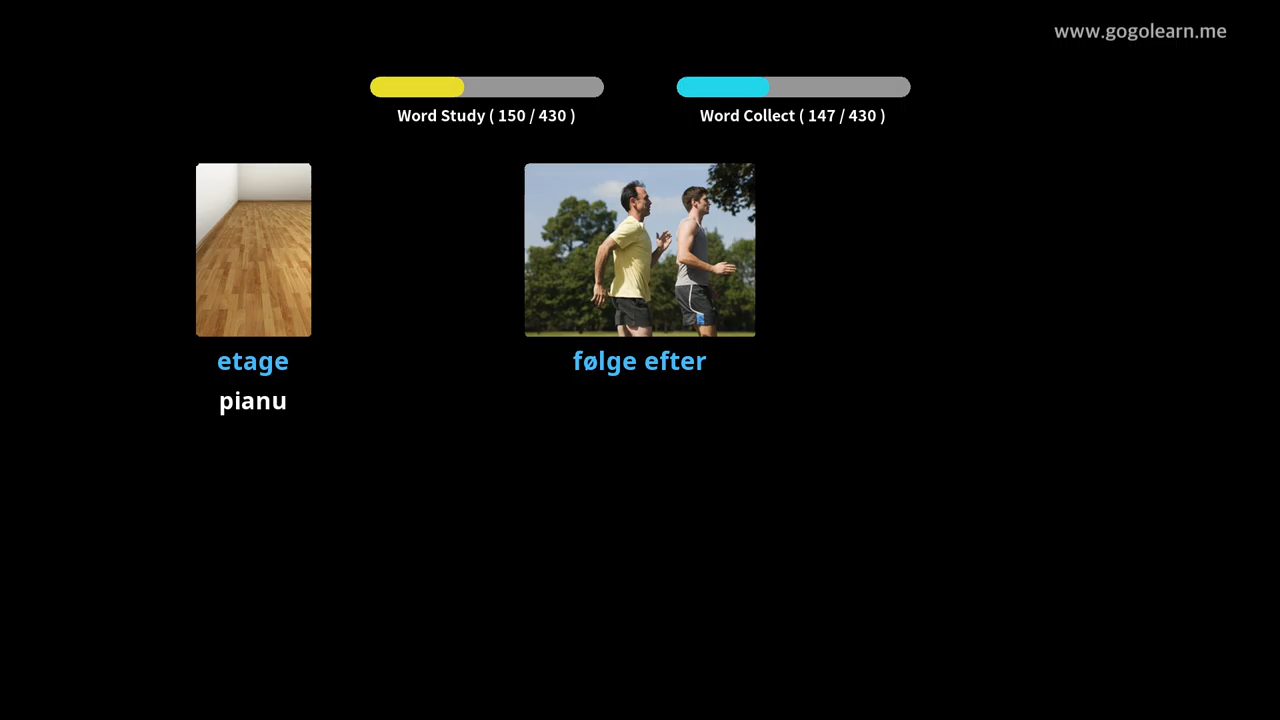 www.gogolearn.me
Word Study ( 150 / 430 )
Word Collect ( 147 / 430 )
etage
følge efter
pianu